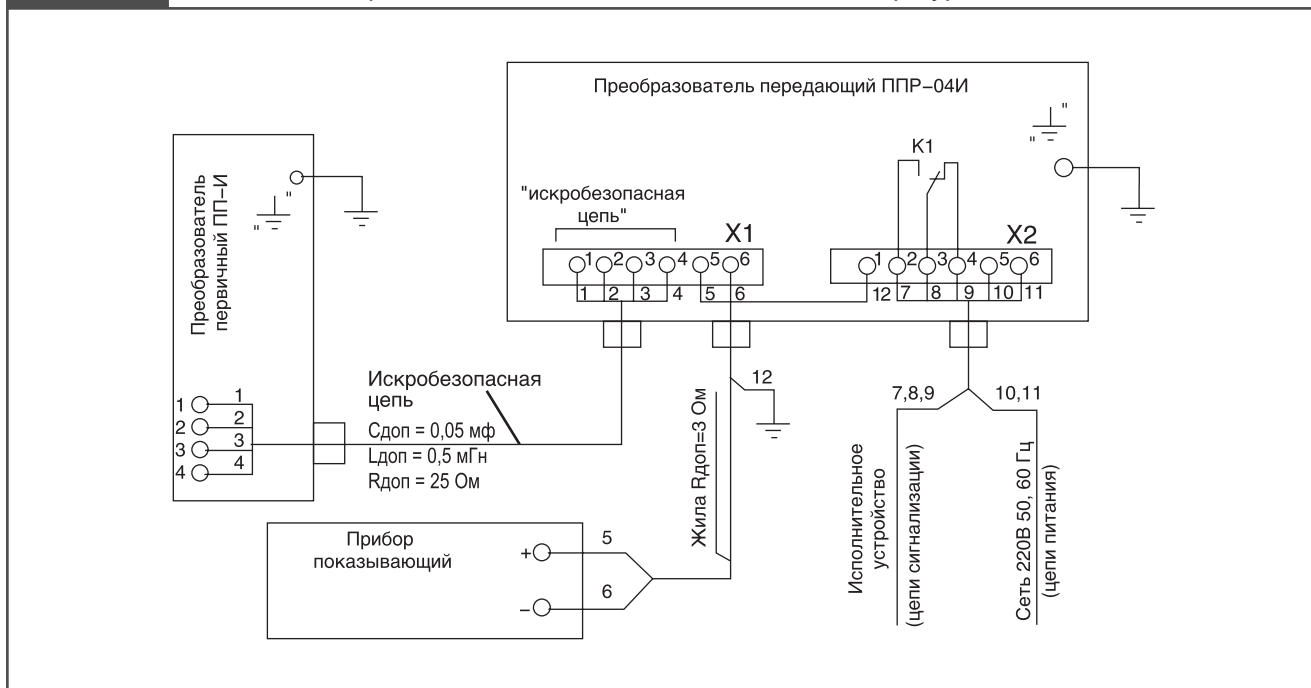 Преобразователь передающий ППР–04И
"
"
К1
"искробезопасная
цепь"
X1
X2
1 2 3 4 5 6
1 2 3 4 5 6
1 2 3 4 5 6
12 7 8 9 10 11
Преобразователь
первичный ПП–И
"
"
1 1
2 2
3 3
4 4
Искробезопасная
цепь
Cдоп = 0,05 мф
Lдоп = 0,5 мГн
Rдоп = 25 Ом
12
Жила Rдоп=3 Ом
7,8,9
10,11
Исполнительное
устройство
(цепи сигнализации)
Сеть 220В 50, 60 Гц
(цепи питания)
Прибор
показывающий
+ 5
– 6